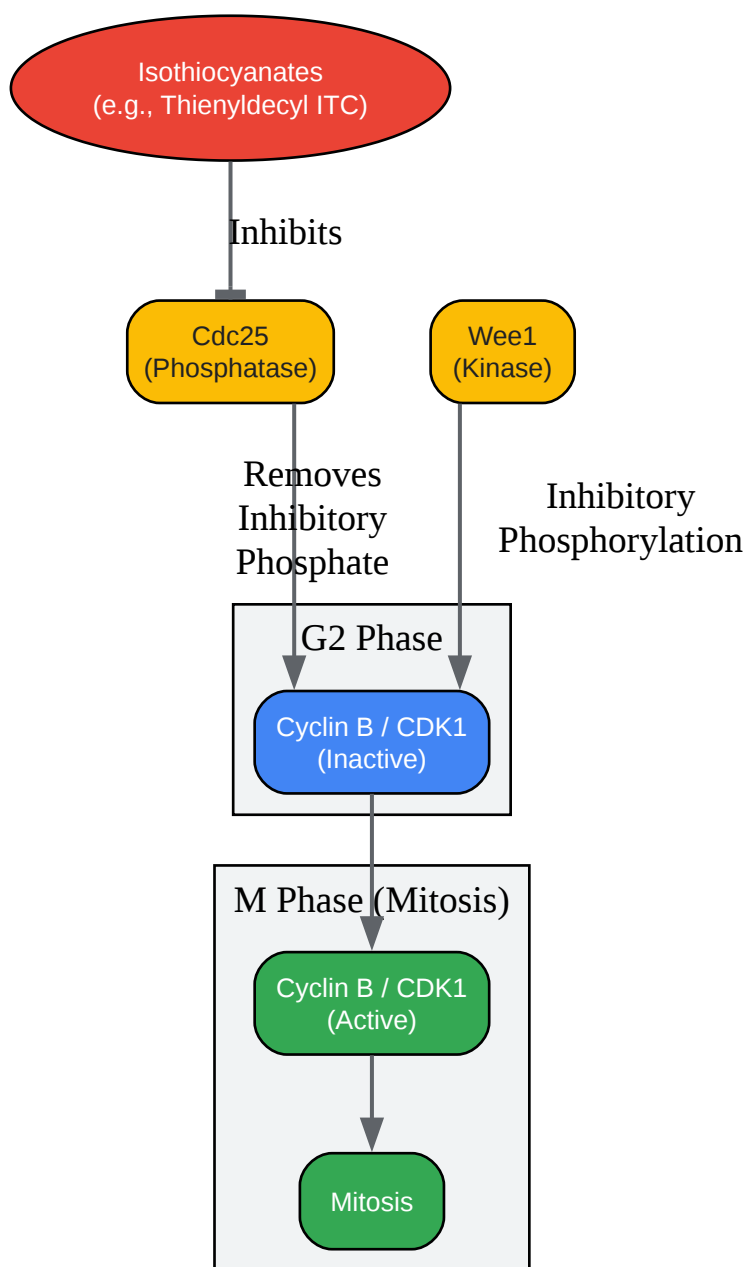 Isothiocyanates
(e.g., Thienyldecyl ITC)
Inhibits
Cdc25
(Phosphatase)
Wee1
(Kinase)
Removes
Inhibitory
Phosphate
Inhibitory
Phosphorylation
G2 Phase
Cyclin B / CDK1
(Inactive)
M Phase (Mitosis)
Cyclin B / CDK1
(Active)
Mitosis